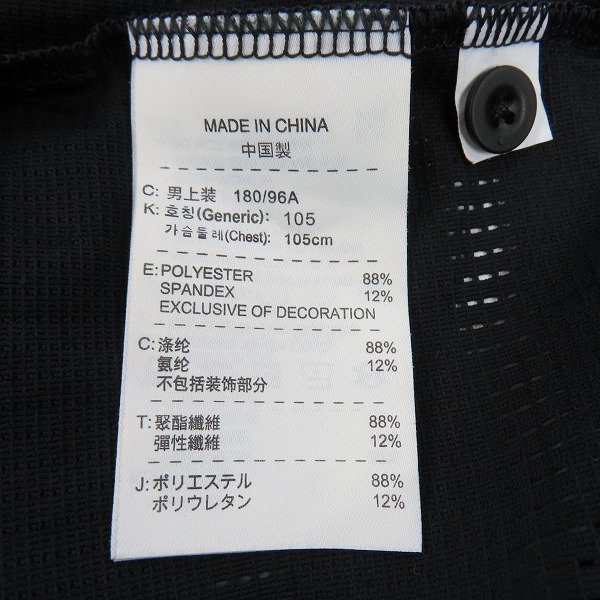 MADE IN CHINA
中国製
C: 男上装 180/96A
K: 호칭(Generic): 105
가슴둘레(Chest): 105cm
E: POLYESTER 88%
SPANDEX 12%
EXCLUSIVE OF DECORATION
C: 涤纶 88%
氨纶 12%
不包括装饰部分
T: 聚酯纖維 88%
彈性纖維 12%
J: ポリエステル 88%
ポリウレタン 12%